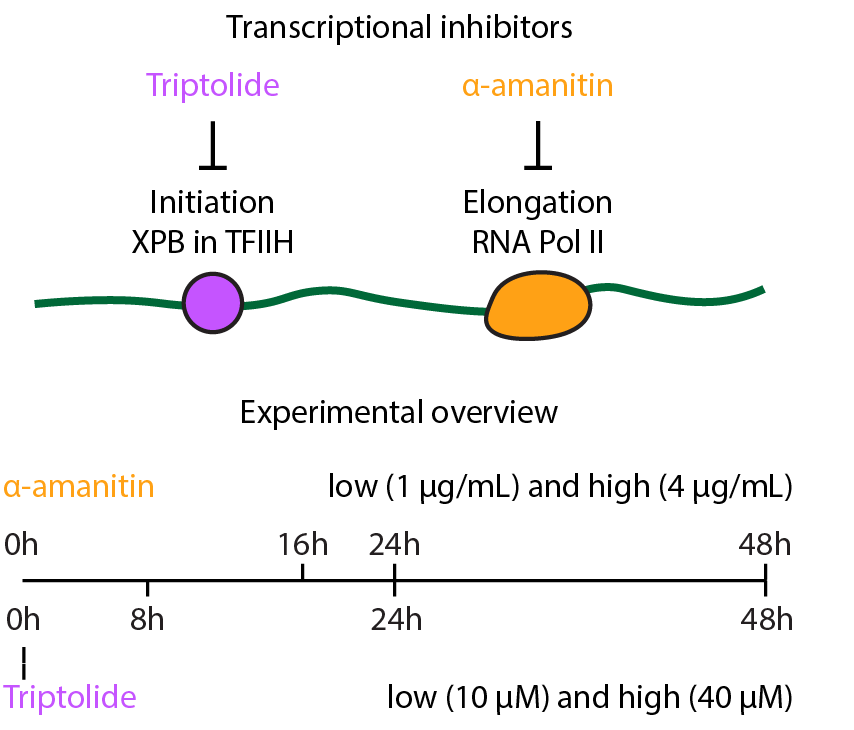 Transcriptional inhibitors
Triptolide α-amanitin
Initiation Elongation
XPB in TFIIH RNA Pol II
Experimental overview
α-amanitin low (1 µg/mL) and high (4 µg/mL)
0h 16h 24h 48h
0h 8h 24h 48h
Triptolide low (10 µM) and high (40 µM)